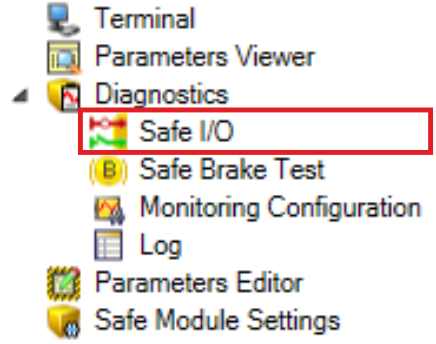 Terminal
Parameters Viewer
Diagnostics
Safe I/O
B Safe Brake Test
Monitoring Configuration
Log
Parameters Editor
Safe Module Settings